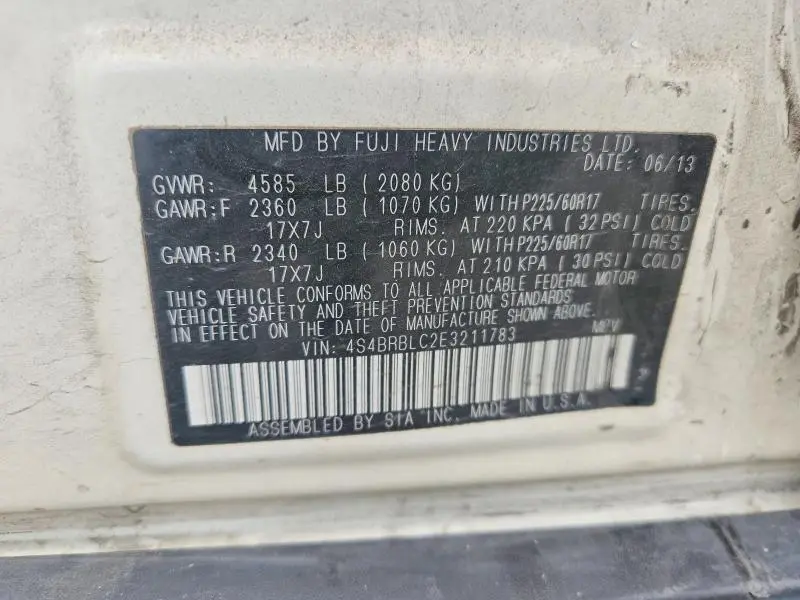 MFD BY FUJI HEAVY INDUSTRIES LTD.
DATE: 06/13
GVWR: 4585 LB ( 2080 KG)
GAWR:F 2360 LB ( 1070 KG) WITH P225/60R17 TIRES.
17X7J RIMS. AT 220 KPA ( 32 PSI) COLD
GAWR:R 2340 LB ( 1060 KG) WITH P225/60R17 TIRES.
17X7J RIMS. AT 210 KPA ( 30 PSI) COLD
THIS VEHICLE CONFORMS TO ALL APPLICABLE FEDERAL MOTOR
VEHICLE SAFETY AND THEFT PREVENTION STANDARDS
IN EFFECT ON THE DATE OF MANUFACTURE SHOWN ABOVE.
VIN: 4S4BRBLC2E3211783 MPV
ASSEMBLED BY SIA INC. MADE IN U.S.A.